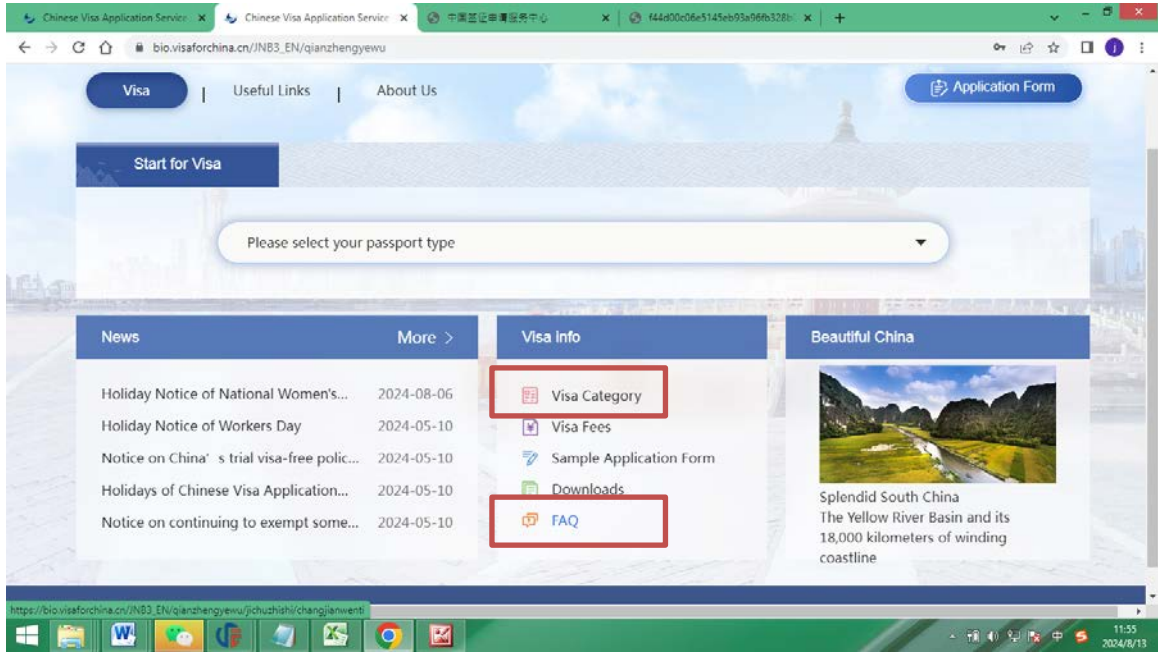 Chinese Visa Application Service
Chinese Visa Application Service
中国签证申请服务中心
f44d00c06e5145eb93a96fb328b
bio.visaforchina.cn/JNB3_EN/qianzhengyewu
Visa | Useful Links | About Us
Application Form
Start for Visa
Please select your passport type
News
More >
Holiday Notice of National Women's... 2024-08-06
Holiday Notice of Workers Day 2024-05-10
Notice on China's trial visa-free polic... 2024-05-10
Holidays of Chinese Visa Application... 2024-05-10
Notice on continuing to exempt some... 2024-05-10
Visa Info
Visa Category
Visa Fees
Sample Application Form
Downloads
FAQ
Beautiful China
Splendid South China
The Yellow River Basin and its
18,000 kilometers of winding
coastline
https://bio.visaforchina.cn/JNB3_EN/qianzhengyewu/jichuzhishi/changjianwenti
中
11:55
2024/8/13